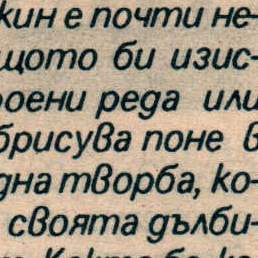 кин е почти не-
щото би изис-
роени реда или
брисува поне в
дна творба, ко-
своята дълби-